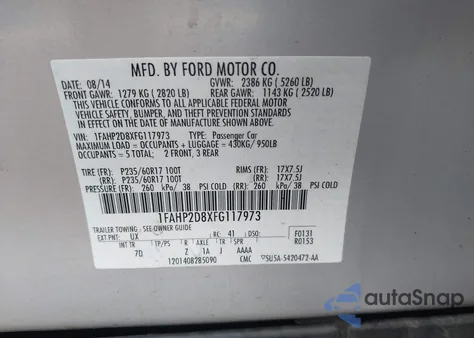 MFD. BY FORD MOTOR CO.
DATE: 08/14 GVWR: 2386 KG ( 5260 LB)
FRONT GAWR: 1279 KG ( 2820 LB) REAR GAWR: 1143 KG ( 2520 LB)
THIS VEHICLE CONFORMS TO ALL APPLICABLE FEDERAL MOTOR
VEHICLE SAFETY, BUMPER, AND THEFT PREVENTION STANDARDS
IN EFFECT ON THE DATE OF MANUFACTURE SHOWN ABOVE.
VIN: 1FAHP2D8XFG117973 TYPE: Passenger Car
MAXIMUM LOAD = OCCUPANTS + LUGGAGE = 430KG/ 950LB
OCCUPANTS = 5 TOTAL; 2 FRONT, 3 REAR
TIRES (FR): P235/60R17 100T RIMS (FR): 17X7.5J
P235/60R17 100T 17X7.5J
PRESSURE (FR): 260 kPa/ 38 PSI COLD (RR): 260 kPa/ 38 PSI COLD
1FAHP2D8XFG117973
TRAILER TOWING - SEE OWNER GUIDE
EXT PNT: UX RC: 41 DSO: F0131
R0153
INT TR TP/PS R AXLE TR SPR
7D Z 1A J AAAA
1201408285090 CMC 5U5A-5420472-AA
autoSnap